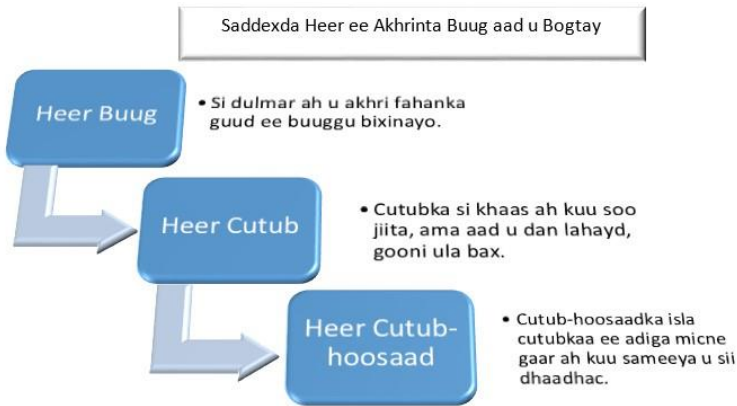 Saddexda Heer ee Akhrinta Buug aad u Bogtay
Heer Buug
• Si dulmar ah u akhri fahanka
guud ee buuggu bixinayo.
Heer Cutub
• Cutubka si khaas ah kuu soo
jiita, ama aad u dan lahayd,
gooni ula bax.
Heer Cutub-
hoosaad
• Cutub-hoosaadka isla
cutubkaa ee adiga micne
gaar ah kuu sameeya u sii
dhaadhac.